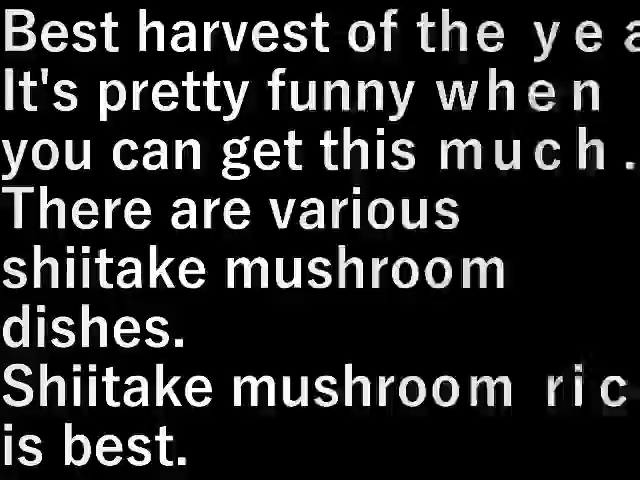 Best harvest of the yea
It's pretty funny when
you can get this much.
There are various
shiitake mushroom
dishes.
Shiitake mushroom ric
is best.